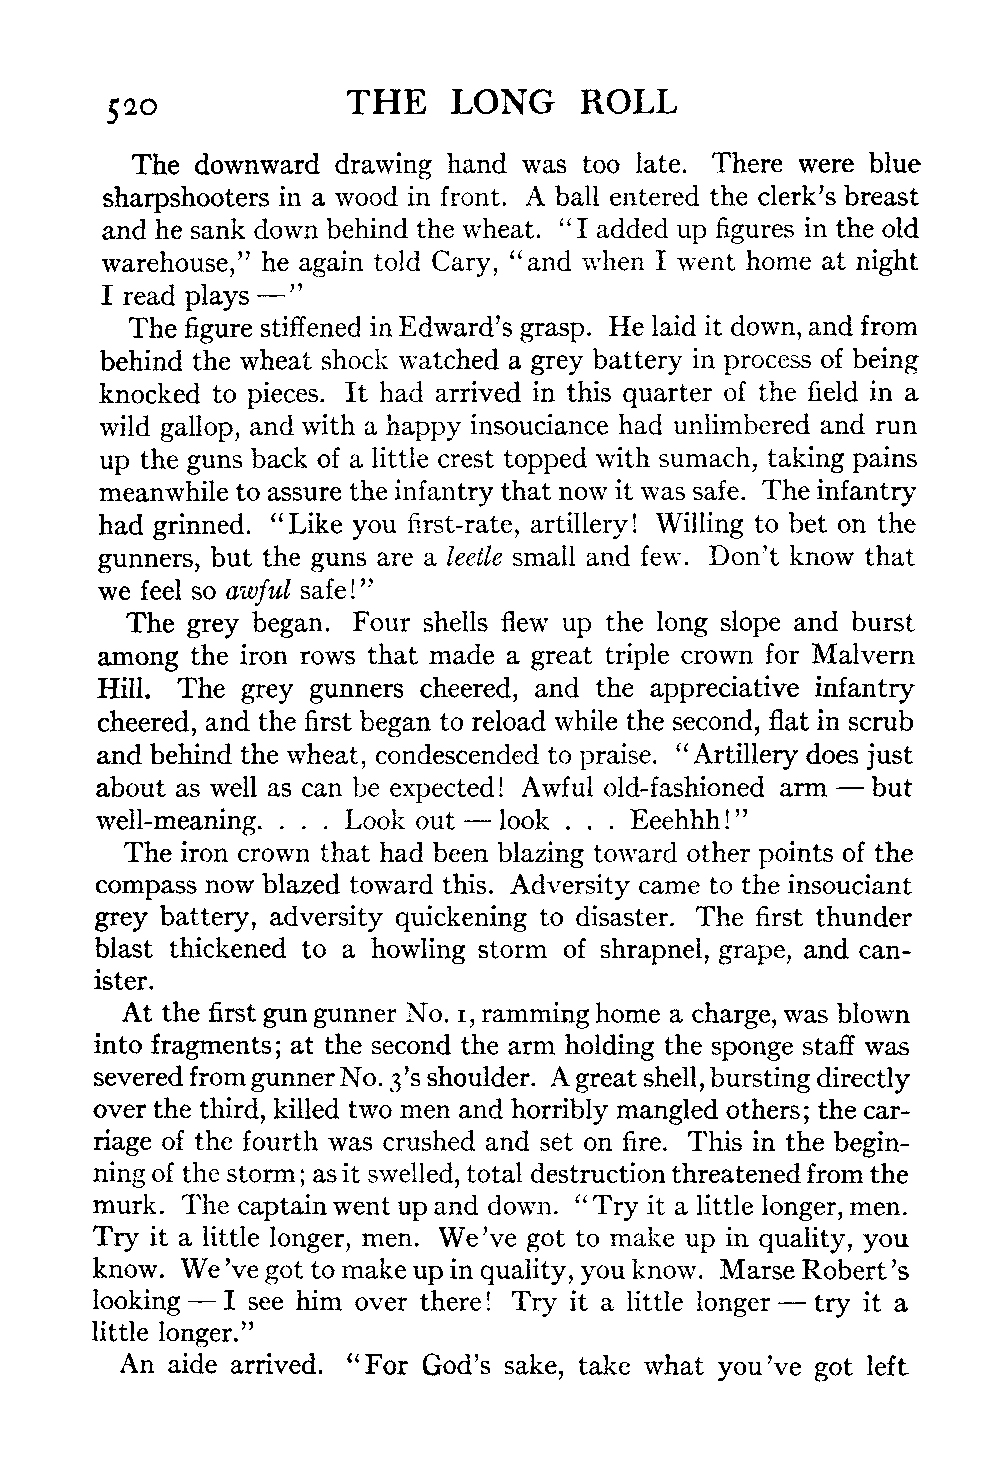 520 THE LONG ROLL
The downward drawing hand was too late. There were blue
sharpshooters in a wood in front. A ball entered the clerk's breast
and he sank down behind the wheat. "I added up figures in the old
warehouse," he again told Cary, "and when I went home at night
I read plays —"
The figure stiffened in Edward's grasp. He laid it down, and from
behind the wheat shock watched a grey battery in process of being
knocked to pieces. It had arrived in this quarter of the field in a
wild gallop, and with a happy insouciance had unlimbered and run
up the guns back of a little crest topped with sumach, taking pains
meanwhile to assure the infantry that now it was safe. The infantry
had grinned. "Like you first-rate, artillery! Willing to bet on the
gunners, but the guns are a leetle small and few. Don't know that
we feel so awful safe!"
The grey began. Four shells flew up the long slope and burst
among the iron rows that made a great triple crown for Malvern
Hill. The grey gunners cheered, and the appreciative infantry
cheered, and the first began to reload while the second, flat in scrub
and behind the wheat, condescended to praise. "Artillery does just
about as well as can be expected! Awful old-fashioned arm — but
well-meaning. . . . Look out — look . . . Eeehhh!"
The iron crown that had been blazing toward other points of the
compass now blazed toward this. Adversity came to the insouciant
grey battery, adversity quickening to disaster. The first thunder
blast thickened to a howling storm of shrapnel, grape, and can-
ister.
At the first gun gunner No. 1, ramming home a charge, was blown
into fragments; at the second the arm holding the sponge staff was
severed from gunner No. 3's shoulder. A great shell, bursting directly
over the third, killed two men and horribly mangled others; the car-
riage of the fourth was crushed and set on fire. This in the begin-
ning of the storm; as it swelled, total destruction threatened from the
murk. The captain went up and down. "Try it a little longer, men.
Try it a little longer, men. We've got to make up in quality, you
know. We've got to make up in quality, you know. Marse Robert's
looking — I see him over there! Try it a little longer — try it a
little longer."
An aide arrived. "For God's sake, take what you've got left